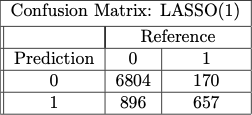 Confusion Matrix: LASSO(1)
Reference
Prediction 0 1
0 6804 170
1 896 657